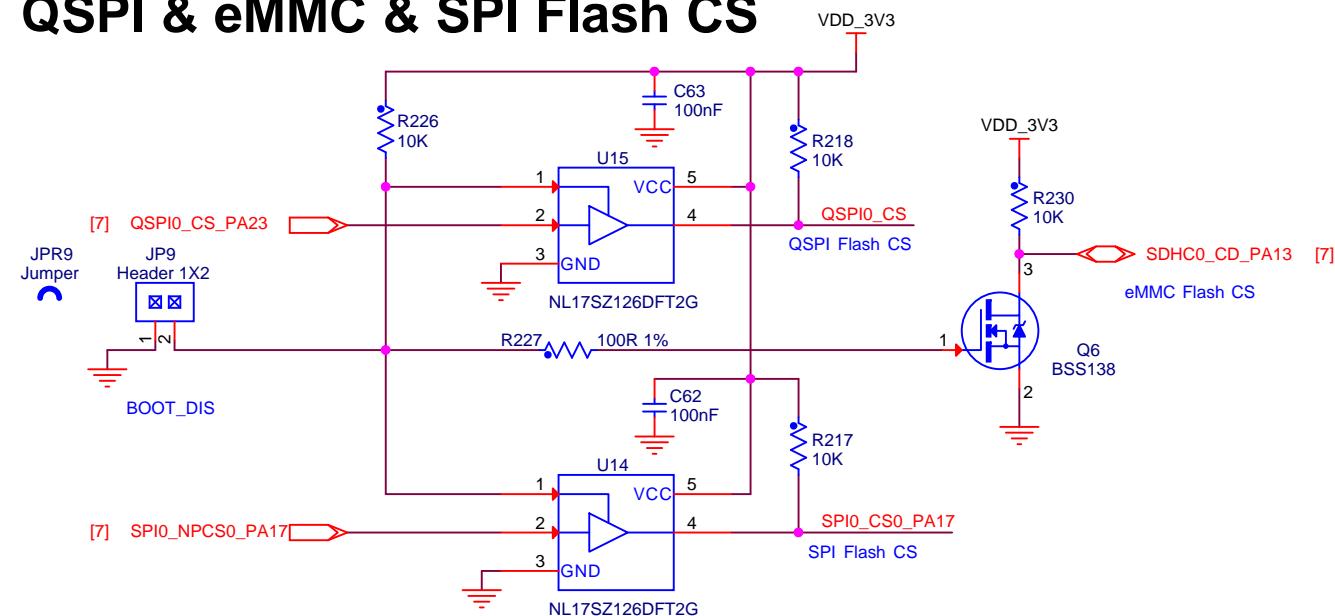 QSPI & eMMC & SPI Flash CS
VDD_3V3
C63
100nF
R226
10K
R218
10K
VDD_3V3
R230
10K
U15
1
VCC
5
[7] QSPI0_CS_PA23
2
4
QSPI0_CS
QSPI Flash CS
3
GND
NL17SZ126DFT2G
JPR9
Jumper
JP9
Header 1X2
1
2
BOOT_DIS
R227
100R 1%
SDHC0_CD_PA13 [7]
eMMC Flash CS
3
1
Q6
BSS138
2
C62
100nF
R217
10K
U14
1
VCC
5
[7] SPI0_NPCS0_PA17
2
4
SPI0_CS0_PA17
SPI Flash CS
3
GND
NL17SZ126DFT2G